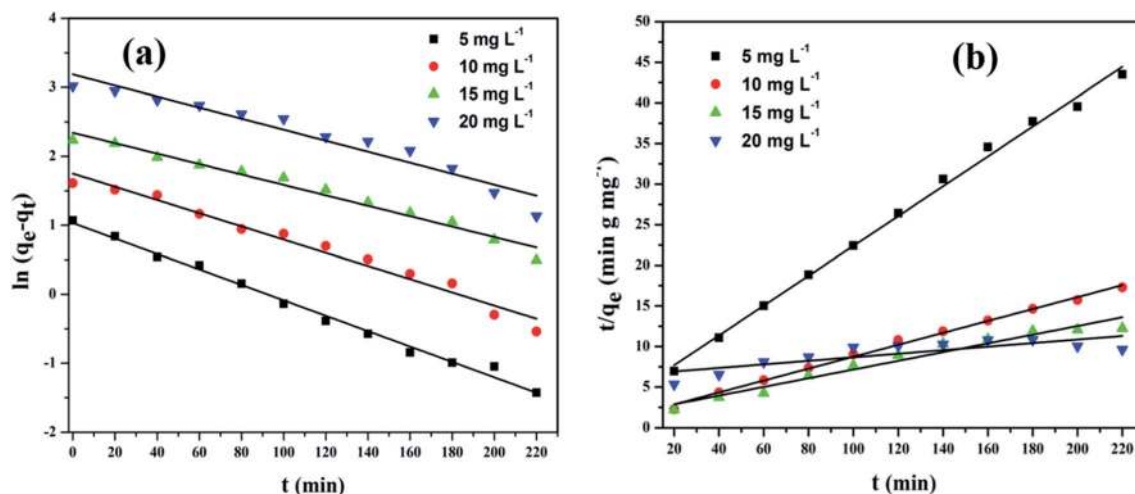 (a)
5 mg L⁻¹
10 mg L⁻¹
15 mg L⁻¹
20 mg L⁻¹
ln (qe-qt)
4
3
2
1
0
-1
-2
0 20 40 60 80 100 120 140 160 180 200 220
t (min)
(b)
5 mg L⁻¹
10 mg L⁻¹
15 mg L⁻¹
20 mg L⁻¹
t/qe (min g mg⁻¹)
50
45
40
35
30
25
20
15
10
5
0
20 40 60 80 100 120 140 160 180 200 220
t (min)